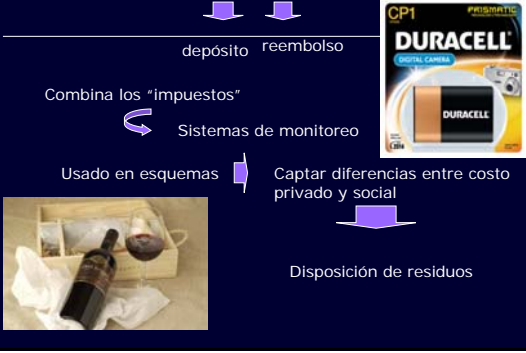 depósito reembolso
CP1
PRISMATIC
DURACELL
DIGITAL CAMERA
DURACELL
Combina los "impuestos"
Sistemas de monitoreo
Usado en esquemas
Captar diferencias entre costo
privado y social
Disposición de residuos